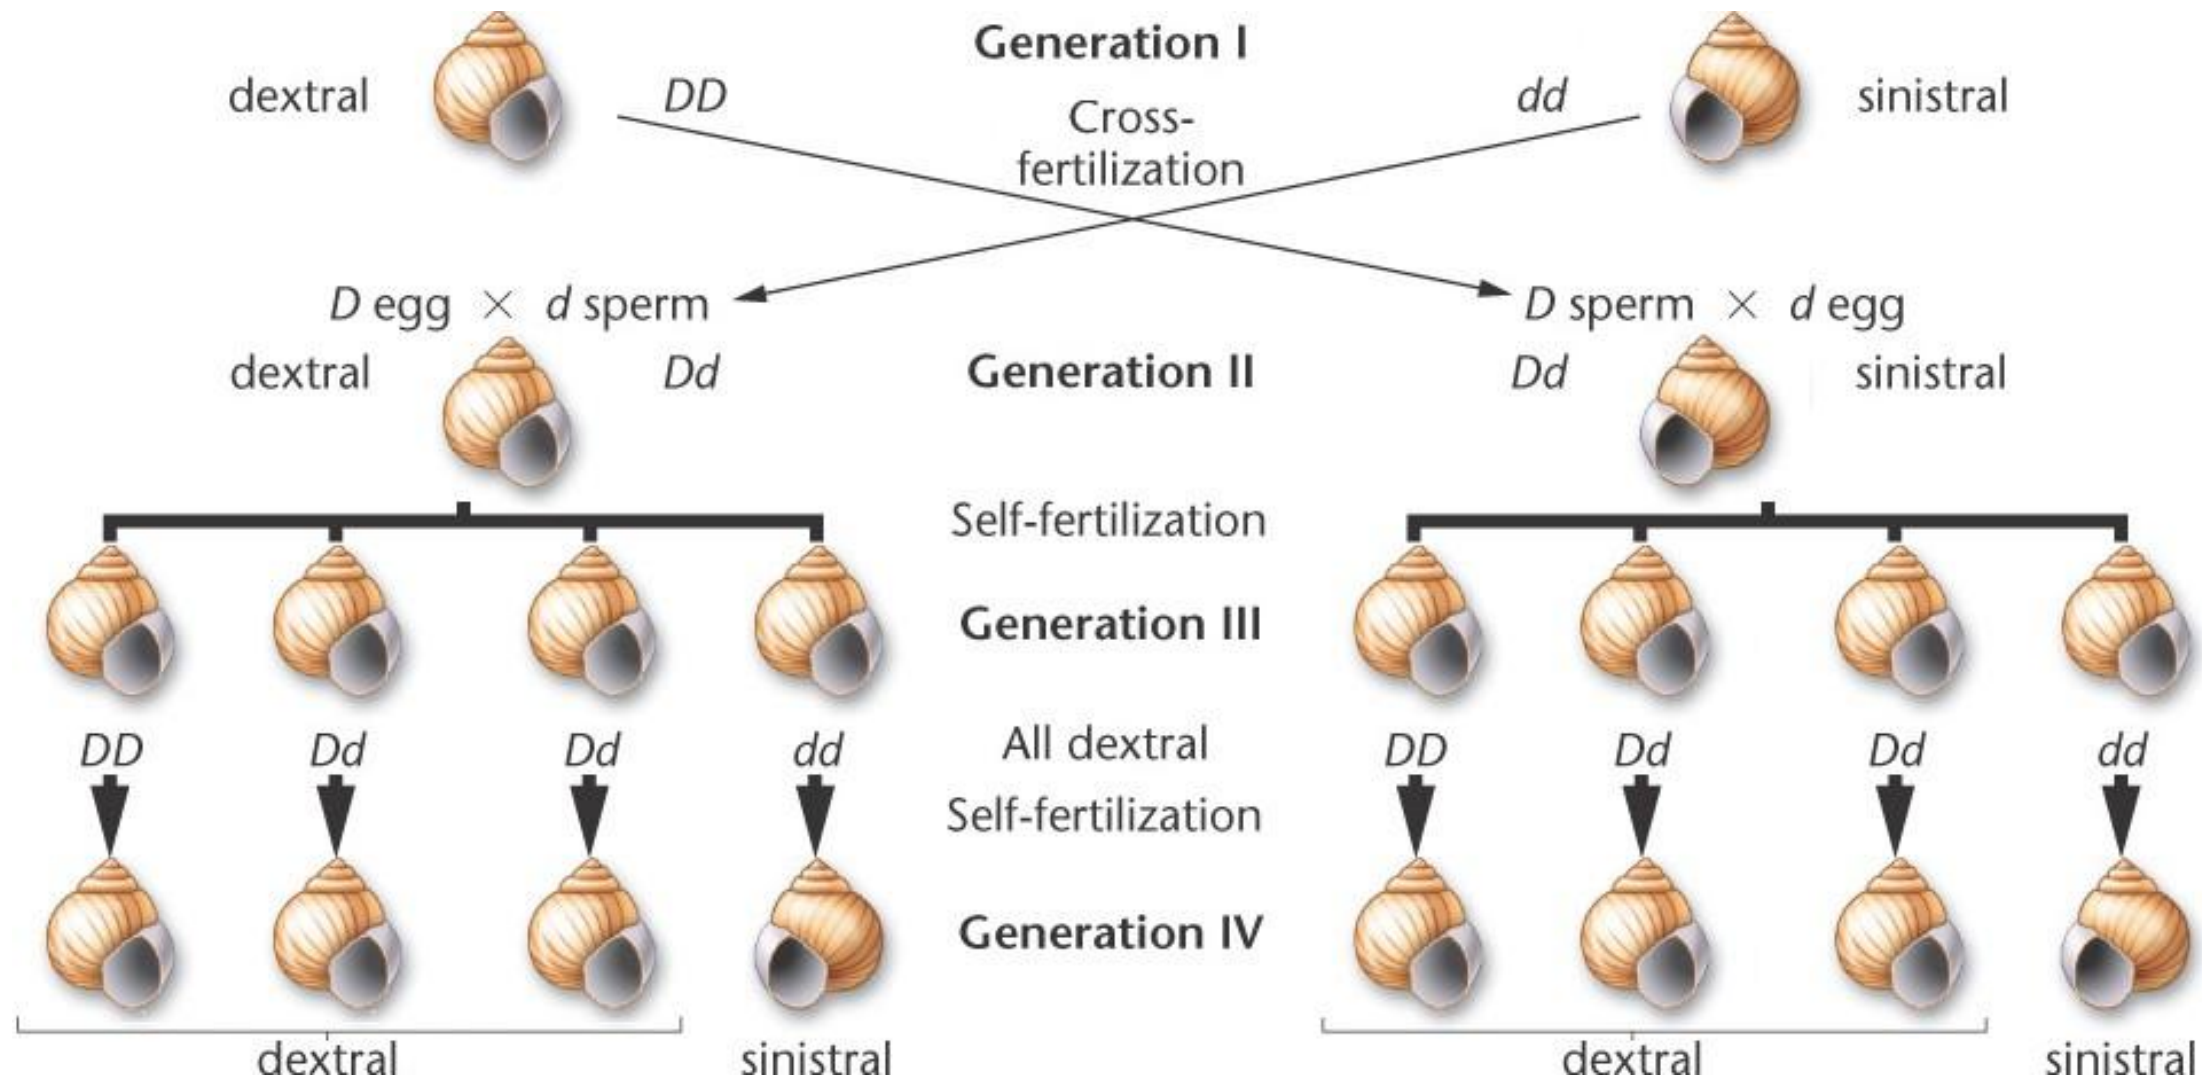 Generation I
dextral
DD
Cross-
fertilization
dd
sinistral
D egg × d sperm
D sperm × d egg
dextral
Dd
Generation II
Dd
sinistral
Self-fertilization
Generation III
DD
Dd
Dd
dd
All dextral
DD
Dd
Dd
dd
Self-fertilization
Generation IV
dextral
sinistral
dextral
sinistral